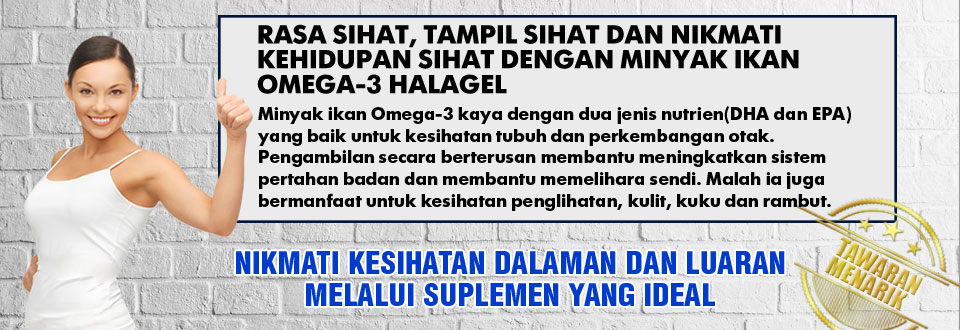 RASA SIHAT, TAMPIL SIHAT DAN NIKMATI
KEHIDUPAN SIHAT DENGAN MINYAK IKAN
OMEGA-3 HALAGEL
Minyak ikan Omega-3 kaya dengan dua jenis nutrien(DHA dan EPA)
yang baik untuk kesihatan tubuh dan perkembangan otak.
Pengambilan secara berterusan membantu meningkatkan sistem
pertahan badan dan membantu memelihara sendi. Malah ia juga
bermanfaat untuk kesihatan penglihatan, kulit, kuku dan rambut.
NIKMATI KESIHATAN DALAMAN DAN LUARAN
MELALUI SUPLEMEN YANG IDEAL
TAWARAN
MENARIK